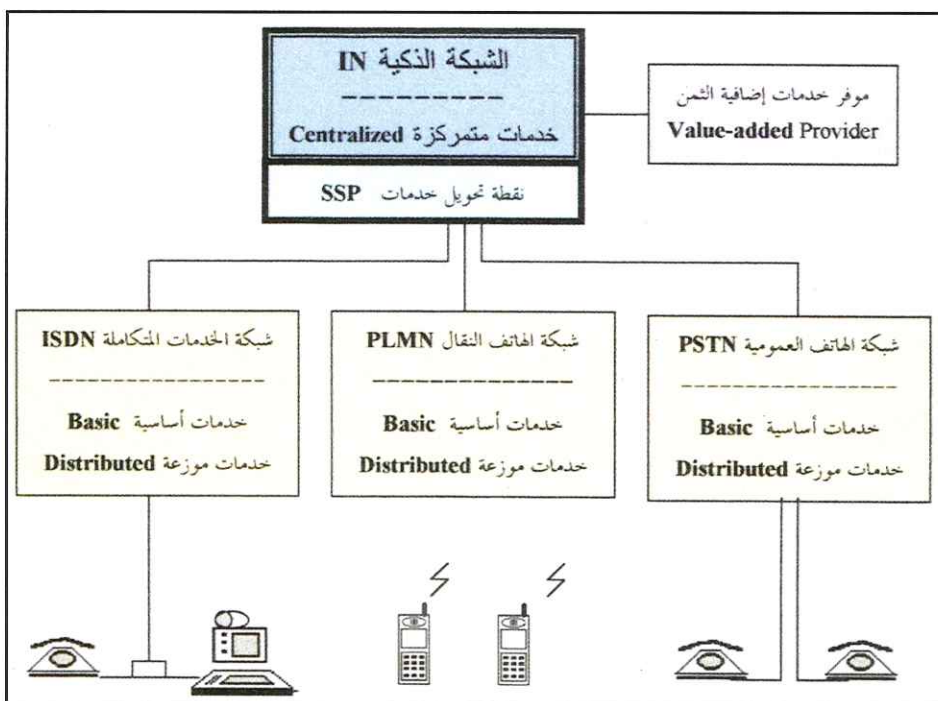 الشبكة الذكية IN
خدمات متمركزة Centralized
نقطة تحويل خدمات SSP
موفر خدمات إضافية الثمن
Value-added Provider
شبكة الهاتف العمومية PSTN
خدمات أساسية Basic
خدمات موزعة Distributed
شبكة الهاتف النقال PLMN
خدمات أساسية Basic
خدمات موزعة Distributed
شبكة الخدمات المتكاملة ISDN
خدمات أساسية Basic
خدمات موزعة Distributed